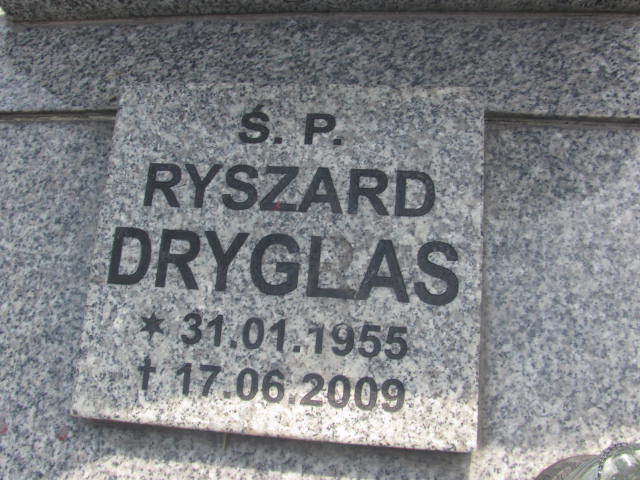 Ś. P.
RYSZARD
DRYGLAS
* 31.01.1955
† 17.06.2009